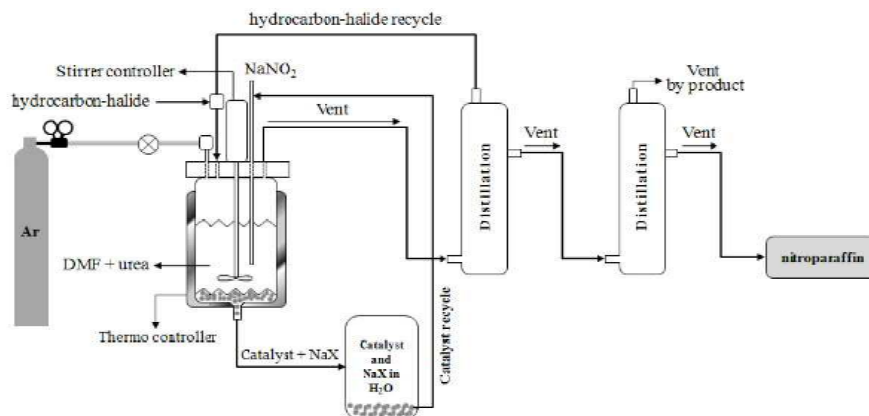 hydrocarbon-halide recycle
Stirrer controller
NaNO2
hydrocarbon-halide
Vent
Vent
by product
Vent
Vent
Distillation
Distillation
Ar
DMF + urea
nitroparaffin
Thermo controller
Catalyst + NaX
Catalyst
and
NaX in
H2O
Catalyst recycle